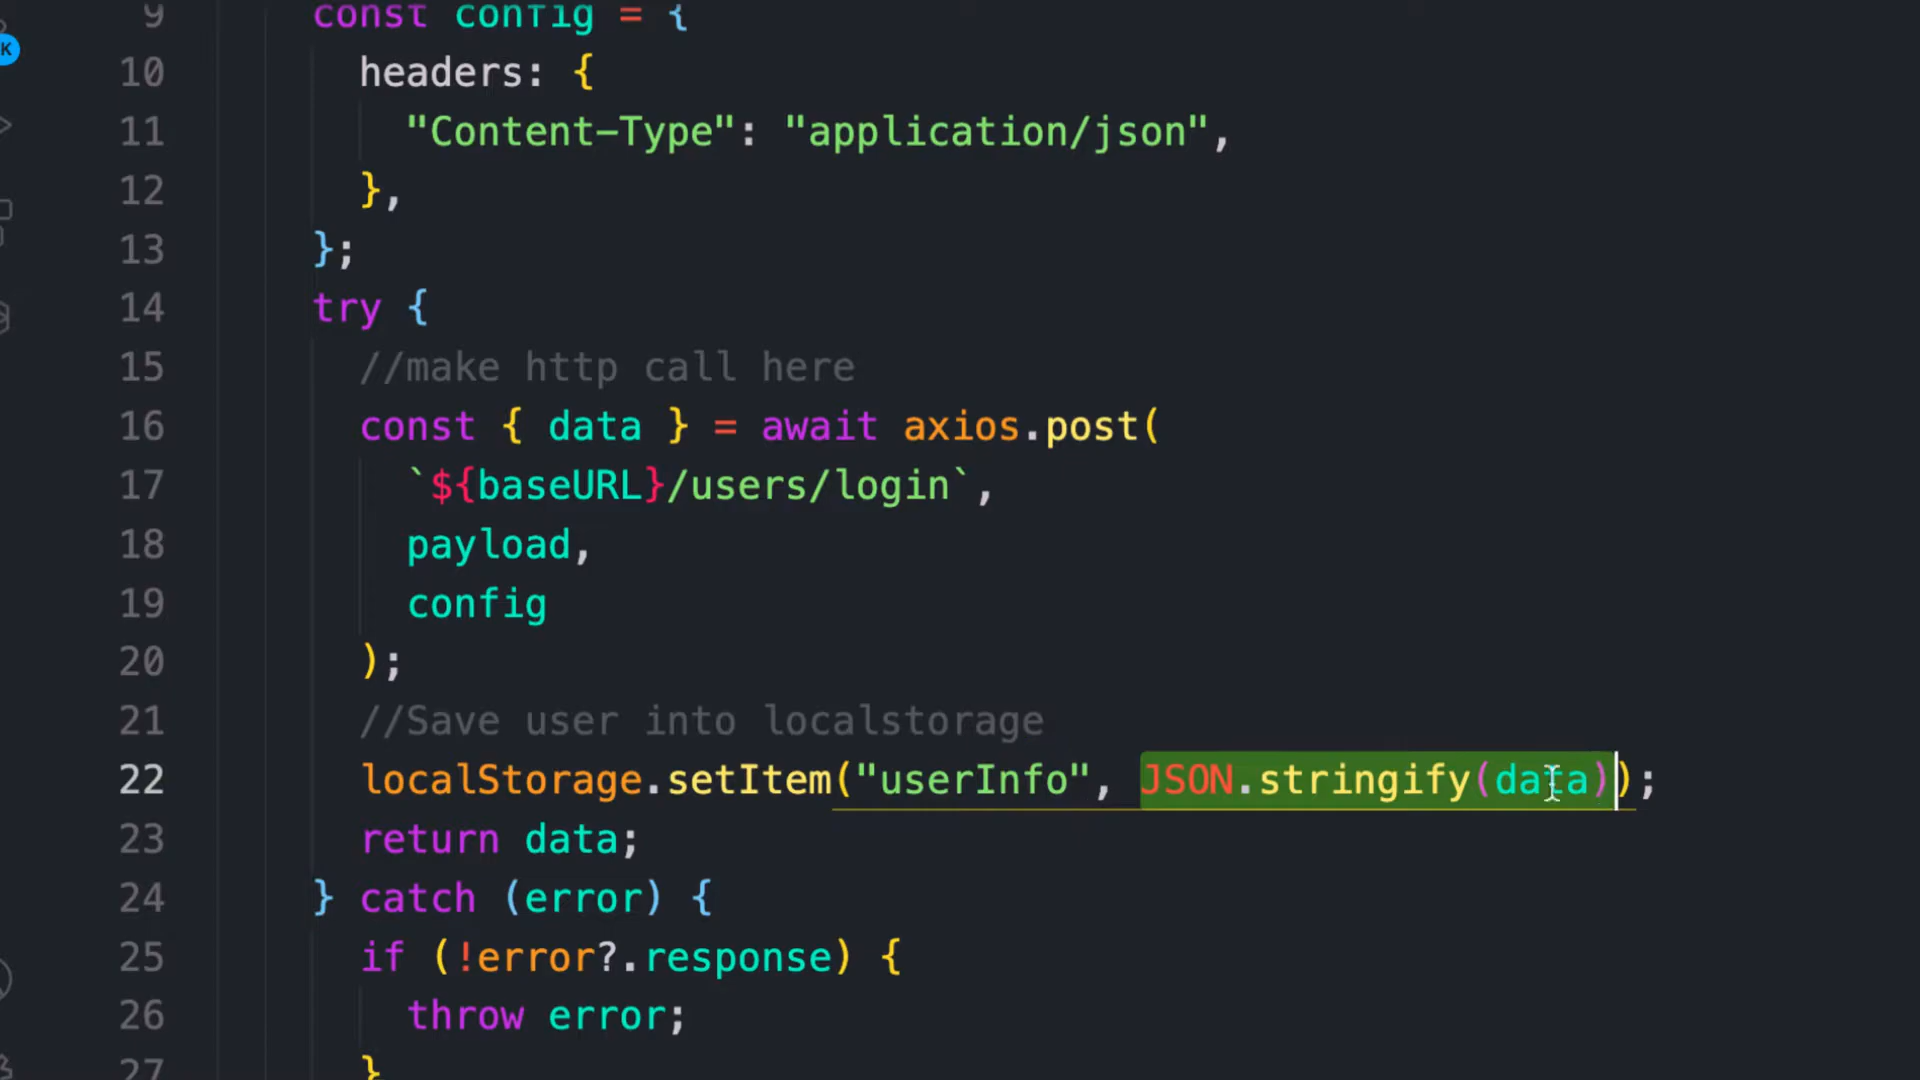 K
9 const config = {
10 headers: {
11 "Content-Type": "application/json",
12 },
13 };
14 try {
15 //make http call here
16 const { data } = await axios.post(
17 `${baseURL}/users/login`,
18 payload,
19 config
20 );
21 //Save user into localstorage
22 localStorage.setItem("userInfo", JSON.stringify(data));
23 return data;
24 } catch (error) {
25 if (!error?.response) {
26 throw error;
27 }